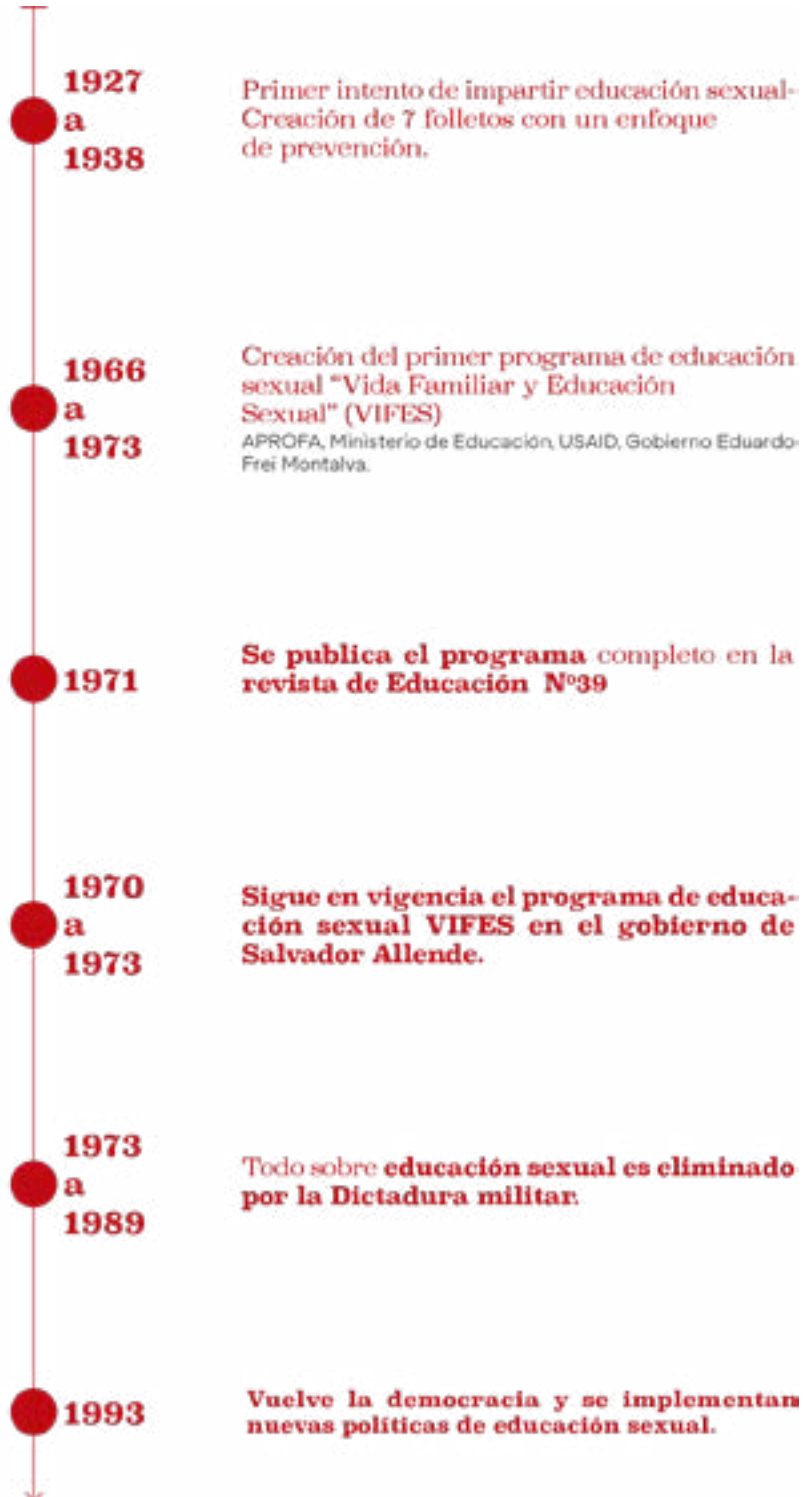 1927
a
1938
Primer intento de impartir educación sexual-
Creación de 7 folletos con un enfoque
de prevención.
1966
a
1973
Creación del primer programa de educación
sexual "Vida Familiar y Educación
Sexual" (VIFES)
APROFA, Ministerio de Educación, USAID, Gobierno Eduardo-
Frei Montalva.
1971
Se publica el programa completo en la
revista de Educación Nº39
1970
a
1973
Sigue en vigencia el programa de educa-
ción sexual VIFES en el gobierno de
Salvador Allende.
1973
a
1989
Todo sobre educación sexual es eliminado
por la Dictadura militar.
1993
Vuelve la democracia y se implementan
nuevas políticas de educación sexual.